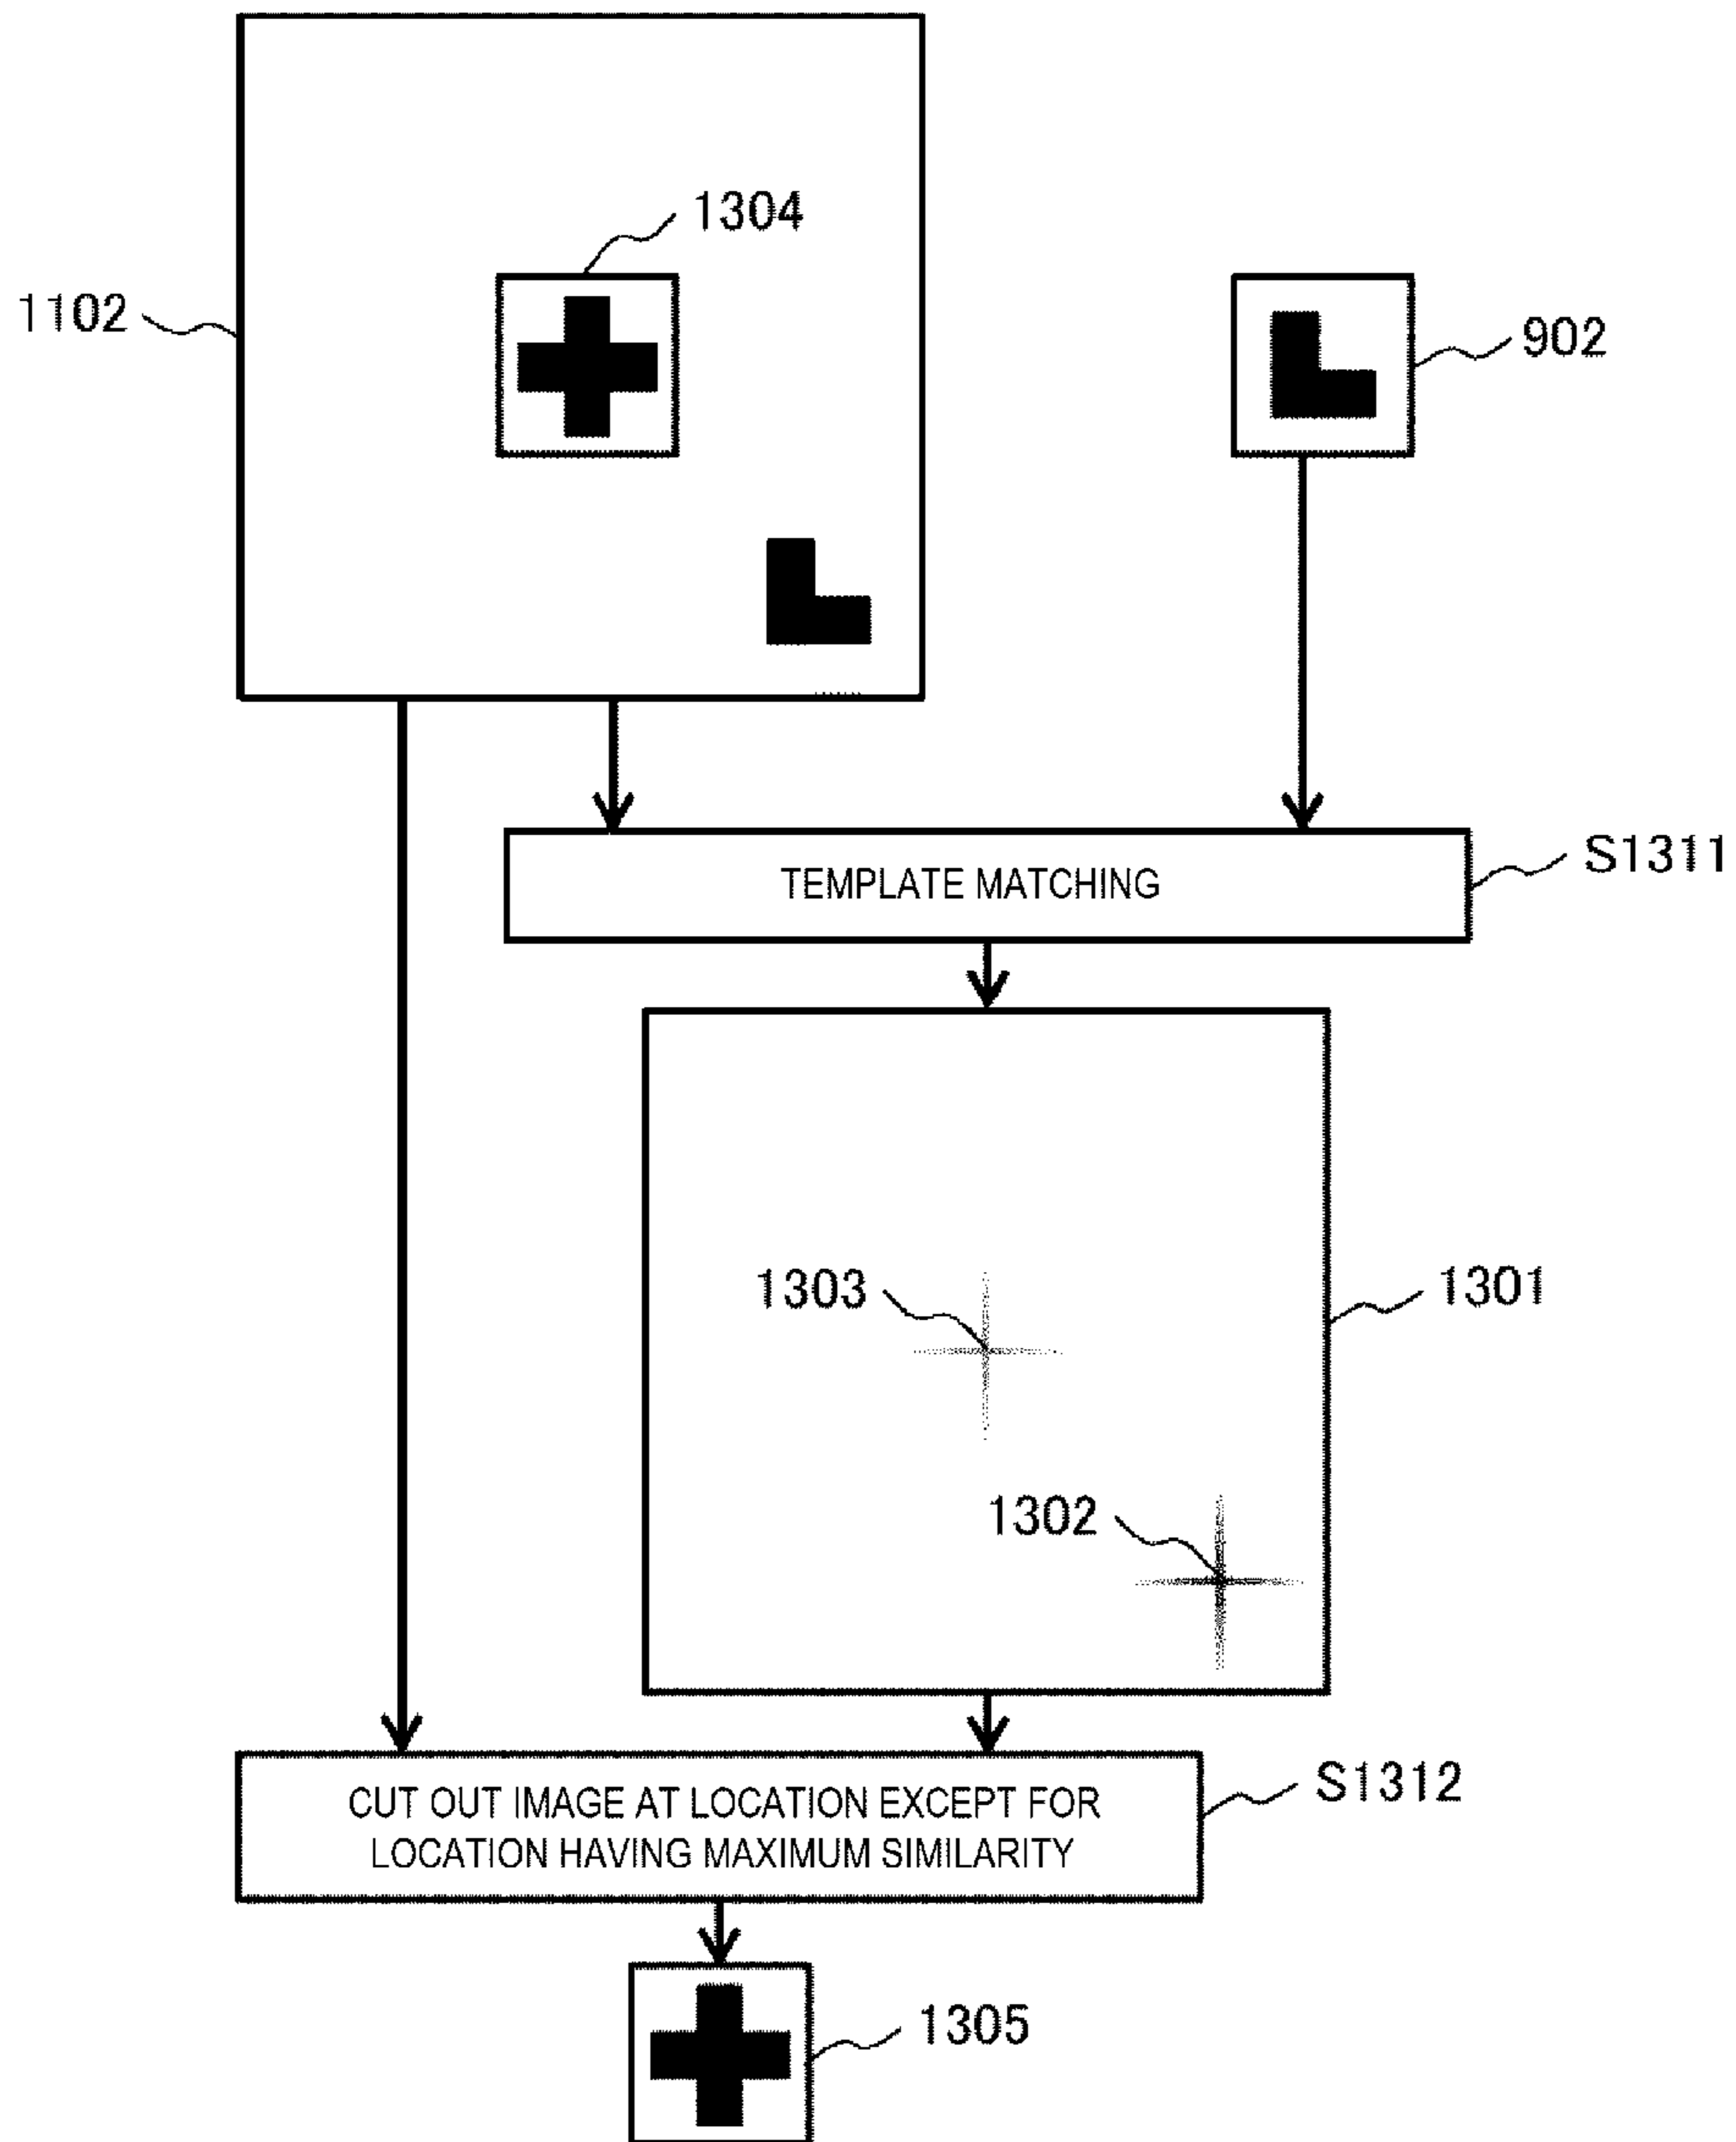 1304
1102
902
S1311
TEMPLATE MATCHING
1303
1301
1302
S1312
CUT OUT IMAGE AT LOCATION EXCEPT FOR
LOCATION HAVING MAXIMUM SIMILARITY
1305